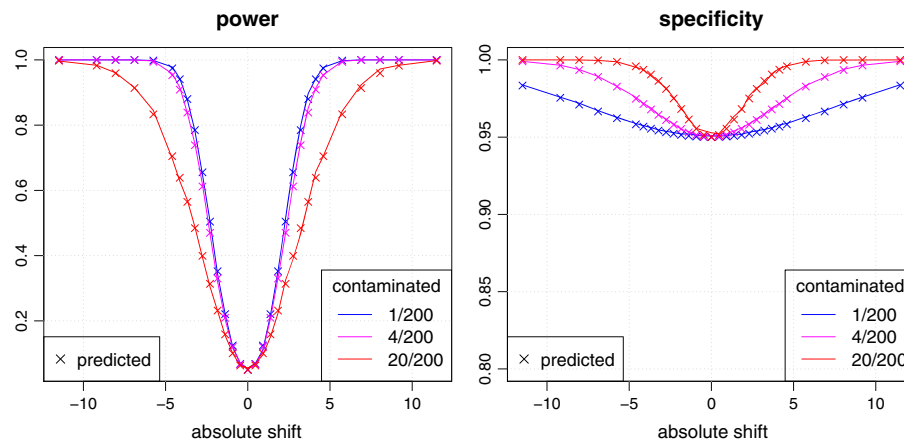 power
1.0
0.8
0.6
0.4
0.2
contaminated
1/200
4/200
20/200
predicted
−10 −5 0 5 10
absolute shift
specificity
1.00
0.95
0.90
0.85
0.80
contaminated
1/200
4/200
20/200
predicted
−10 −5 0 5 10
absolute shift